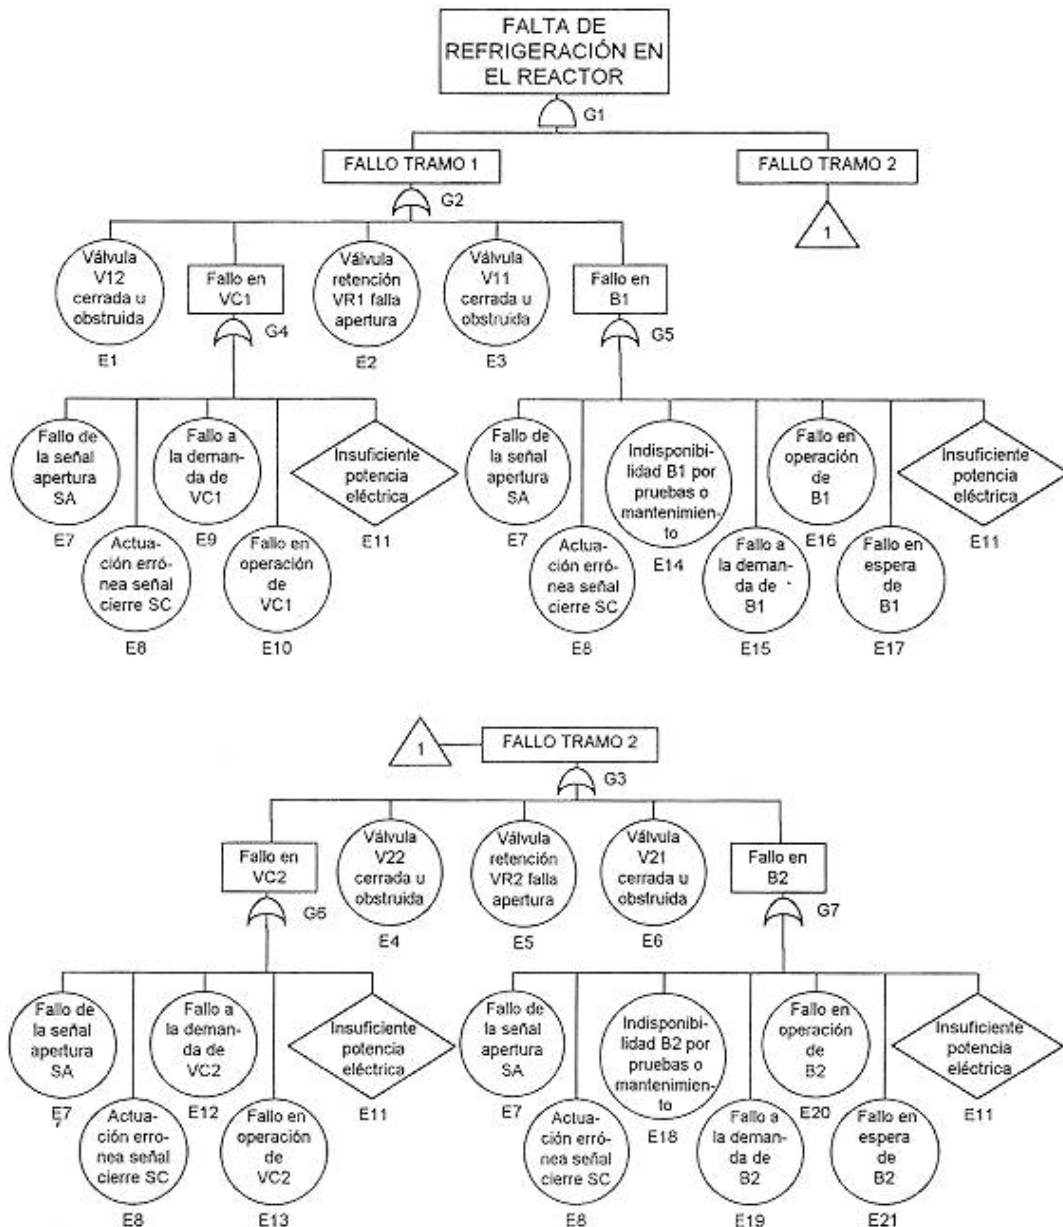 FALTA DE
REFRIGERACIÓN EN
EL REACTOR
G1
FALLO TRAMO 1
FALLO TRAMO 2
G2
1
Válvula
V12
cerrada u
obstruida
E1
Fallo en
VC1
G4
Válvula
retención
VR1 falla
apertura
E2
Válvula
V11
cerrada u
obstruida
E3
Fallo en
B1
G5
Fallo de
la señal
apertura
SA
E7
Actuación
erró-
nea señal
cierre SC
E8
Fallo a
la deman-
da de
VC1
E9
Fallo en
operación
de
VC1
E10
Insuficiente
potencia
eléctrica
E11
Fallo de
la señal
apertura
SA
E7
Actuación
erró-
nea señal
cierre SC
E8
Indisponi-
bilidad B1 por
pruebas o
mantenimien-
to
E14
Fallo a
la deman-
da de
B1
E15
Fallo en
operación
de
B1
E16
Fallo en
espera
de
B1
E17
Insuficiente
potencia
eléctrica
E11
1
FALLO TRAMO 2
G3
Fallo en
VC2
G6
Válvula
V22
cerrada u
obstruida
E4
Válvula
retención
VR2 falla
apertura
E5
Válvula
V21
cerrada u
obstruida
E6
Fallo en
B2
G7
Fallo de
la señal
apertura
SA
E7
Actua-
ción erro-
nea señal
cierre SC
E8
Fallo a
la deman-
da de
VC2
E12
Fallo en
operación
de
VC2
E13
Insuficiente
potencia
eléctrica
E11
Fallo de
la señal
apertura
SA
E7
Actua-
ción erró-
nea señal
cierre SC
E8
Indisponibi-
lidad B2 por
pruebas o
mantenimien-
to
E18
Fallo a
la deman-
da de
B2
E19
Fallo en
operación
de
B2
E20
Fallo en
espera
de
B2
E21
Insuficiente
potencia
eléctrica
E11